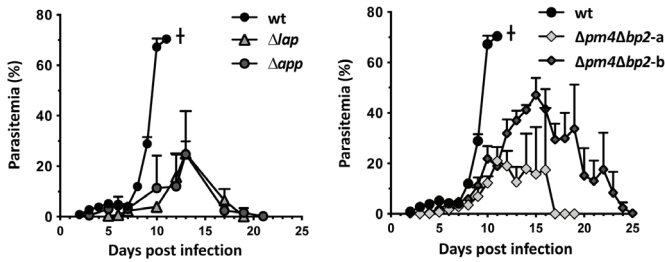 wt
Δlap
Δapp
80
60
40
20
0
Parasitemia (%)
0 5 10 15 20 25
Days post infection
wt
Δpm4Δbp2-a
Δpm4Δbp2-b
80
60
40
20
0
Parasitemia (%)
0 5 10 15 20 25
Days post infection